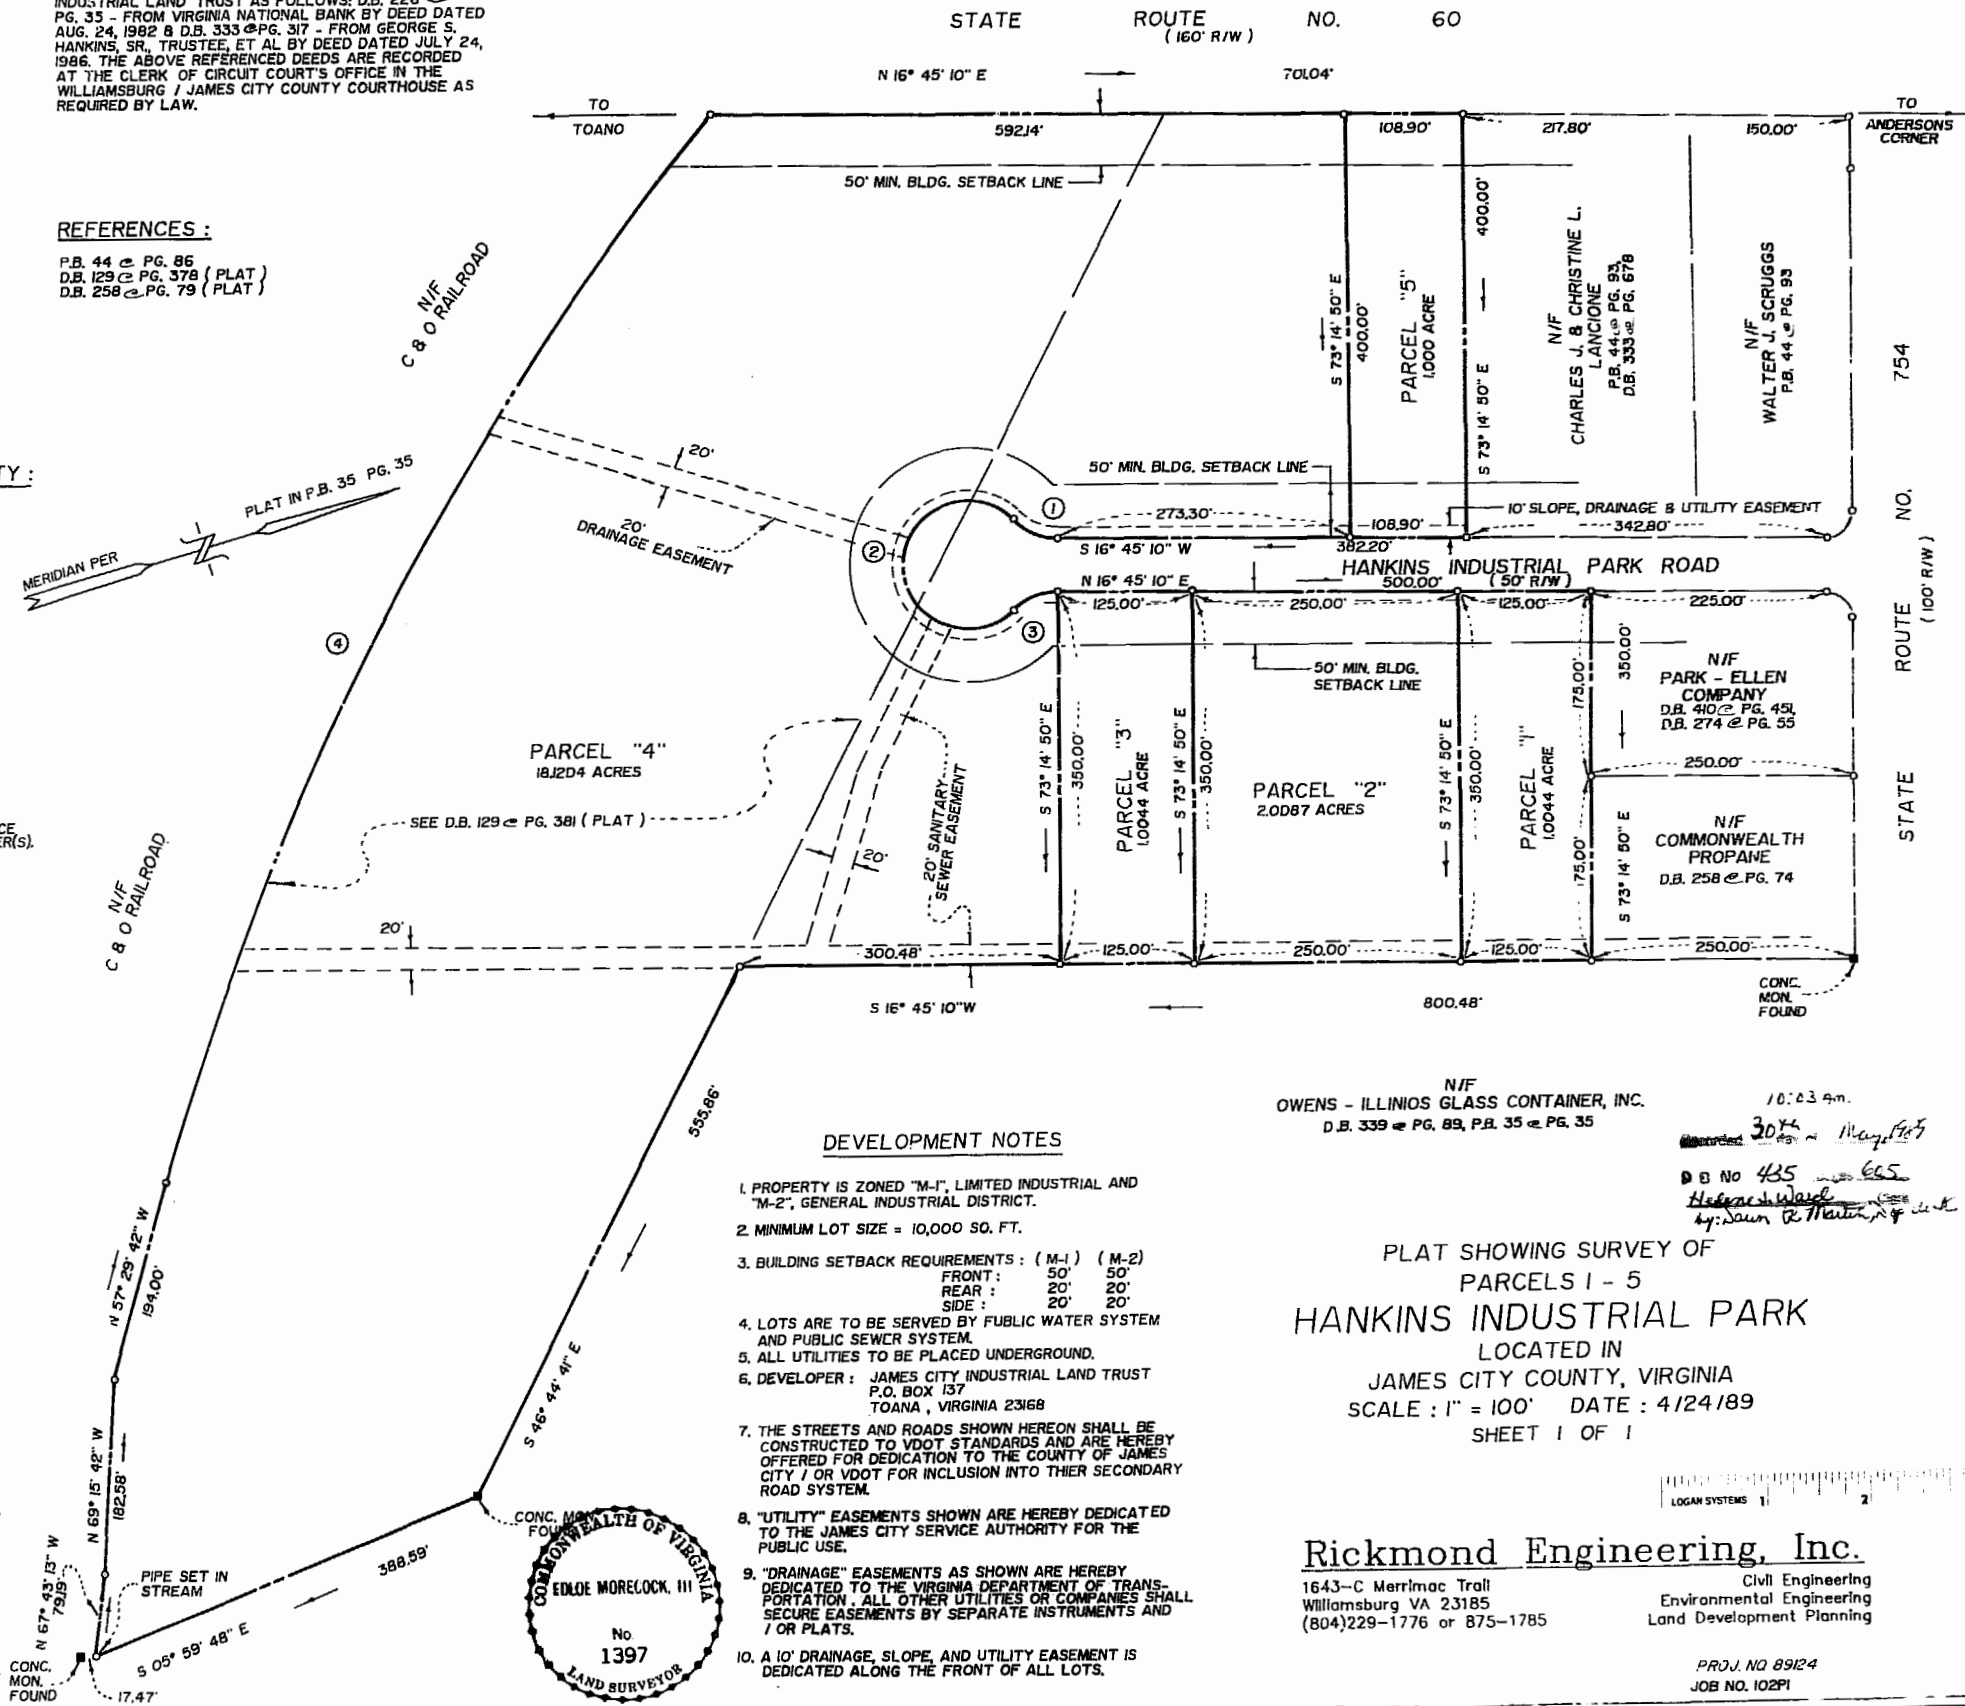 INDUSTRIAL LAND TRUST AS FOLLOWS: D.B. 226 @
PG. 35 - FROM VIRGINIA NATIONAL BANK BY DEED DATED
AUG. 24, 1982 & D.B. 333 @ PG. 317 - FROM GEORGE S.
HANKINS, SR., TRUSTEE, ET AL BY DEED DATED JULY 24,
1986. THE ABOVE REFERENCED DEEDS ARE RECORDED
AT THE CLERK OF CIRCUIT COURT'S OFFICE IN THE
WILLIAMSBURG / JAMES CITY COUNTY COURTHOUSE AS
REQUIRED BY LAW.
STATE ROUTE NO. 60
( 160' R/W )
N 16° 45' 10" E
701.04'
TO
TOANO
592.14'
108.90'
217.80'
150.00'
TO
ANDERSONS
CORNER
50' MIN. BLDG. SETBACK LINE
REFERENCES :
P.B. 44 @ PG. 86
D.B. 129 @ PG. 378 ( PLAT )
D.B. 258 @ PG. 79 ( PLAT )
N/F
C & O RAILROAD
S 73° 14' 50" E
400.00'
PARCEL "5"
1.000 ACRE
400.00'
S 73° 14' 50" E
N/F
CHARLES J. & CHRISTINE L.
LANCIONE
P.B. 44 @ PG. 93,
D.B. 333 @ PG. 678
N/F
WALTER J. SCRUGGS
P.B. 44 @ PG. 93
STATE ROUTE NO. 754
( 100' R/W )
TY :
MERIDIAN PER
PLAT IN P.B. 35 PG. 35
20'
20'
DRAINAGE EASEMENT
50' MIN. BLDG. SETBACK LINE
1
273.30'
108.90'
10' SLOPE, DRAINAGE & UTILITY EASEMENT
342.80'
2
S 16° 45' 10" W
382.20'
HANKINS INDUSTRIAL PARK ROAD
N 16° 45' 10" E
500.00'
( 50' R/W )
125.00'
250.00'
125.00'
225.00'
3
4
50' MIN. BLDG.
SETBACK LINE
175.00'
350.00'
N/F
PARK - ELLEN
COMPANY
D.B. 410 @ PG. 451,
D.B. 274 @ PG. 55
250.00'
PARCEL "4"
18.1204 ACRES
S 73° 14' 50" E
350.00'
PARCEL "3"
1.0044 ACRE
S 73° 14' 50" E
350.00'
PARCEL "2"
2.0087 ACRES
S 73° 14' 50" E
350.00'
PARCEL "1"
1.0044 ACRE
175.00'
S 73° 14' 50" E
N/F
COMMONWEALTH
PROPANE
D.B. 258 @ PG. 74
SEE D.B. 129 @ PG. 381 ( PLAT )
20'
20' SANITARY
SEWER EASEMENT
CE
ER(S).
N/F
C & O RAILROAD
20'
300.48'
125.00'
250.00'
125.00'
250.00'
CONC.
MON.
FOUND
S 16° 45' 10" W
800.48'
555.86'
S 46° 44' 41" E
N/F
OWENS - ILLINIOS GLASS CONTAINER, INC.
D.B. 339 @ PG. 89, P.B. 35 @ PG. 35
10:03 am.
30th May, 1989
D B No 435 605
Helene S. Ward
DEVELOPMENT NOTES
1. PROPERTY IS ZONED "M-1", LIMITED INDUSTRIAL AND
"M-2", GENERAL INDUSTRIAL DISTRICT.
2. MINIMUM LOT SIZE = 10,000 SQ. FT.
3. BUILDING SETBACK REQUIREMENTS : ( M-1 ) ( M-2)
FRONT : 50' 50'
REAR : 20' 20'
SIDE : 20' 20'
4. LOTS ARE TO BE SERVED BY PUBLIC WATER SYSTEM
AND PUBLIC SEWER SYSTEM.
5. ALL UTILITIES TO BE PLACED UNDERGROUND.
6. DEVELOPER : JAMES CITY INDUSTRIAL LAND TRUST
P.O. BOX 137
TOANA , VIRGINIA 23168
7. THE STREETS AND ROADS SHOWN HEREON SHALL BE
CONSTRUCTED TO VDOT STANDARDS AND ARE HEREBY
OFFERED FOR DEDICATION TO THE COUNTY OF JAMES
CITY / OR VDOT FOR INCLUSION INTO THIER SECONDARY
ROAD SYSTEM.
8. "UTILITY" EASEMENTS SHOWN ARE HEREBY DEDICATED
TO THE JAMES CITY SERVICE AUTHORITY FOR THE
PUBLIC USE.
9. "DRAINAGE" EASEMENTS AS SHOWN ARE HEREBY
DEDICATED TO THE VIRGINIA DEPARTMENT OF TRANS-
PORTATION . ALL OTHER UTILITIES OR COMPANIES SHALL
SECURE EASEMENTS BY SEPARATE INSTRUMENTS AND
/ OR PLATS.
10. A 10' DRAINAGE, SLOPE, AND UTILITY EASEMENT IS
DEDICATED ALONG THE FRONT OF ALL LOTS.
N 57° 29' 42" W
194.00'
N 69° 15' 42" W
182.58'
N 67° 43' 13" W
79.19'
PIPE SET IN
STREAM
CONC. MON.
FOUND
388.59'
S 05° 59' 48" E
CONC.
MON.
FOUND
17.47'
COMMONWEALTH OF VIRGINIA
EDLOE MORECOCK, III
No.
1397
LAND SURVEYOR
PLAT SHOWING SURVEY OF
PARCELS 1 - 5
HANKINS INDUSTRIAL PARK
LOCATED IN
JAMES CITY COUNTY, VIRGINIA
SCALE : 1" = 100' DATE : 4/24/89
SHEET 1 OF 1
LOGAN SYSTEMS 1 2
Rickmond Engineering, Inc.
1643-C Merrimac Trail
Williamsburg VA 23185
(804)229-1776 or 875-1785
Civil Engineering
Environmental Engineering
Land Development Planning
PROJ. NO 89124
JOB NO. 102P1